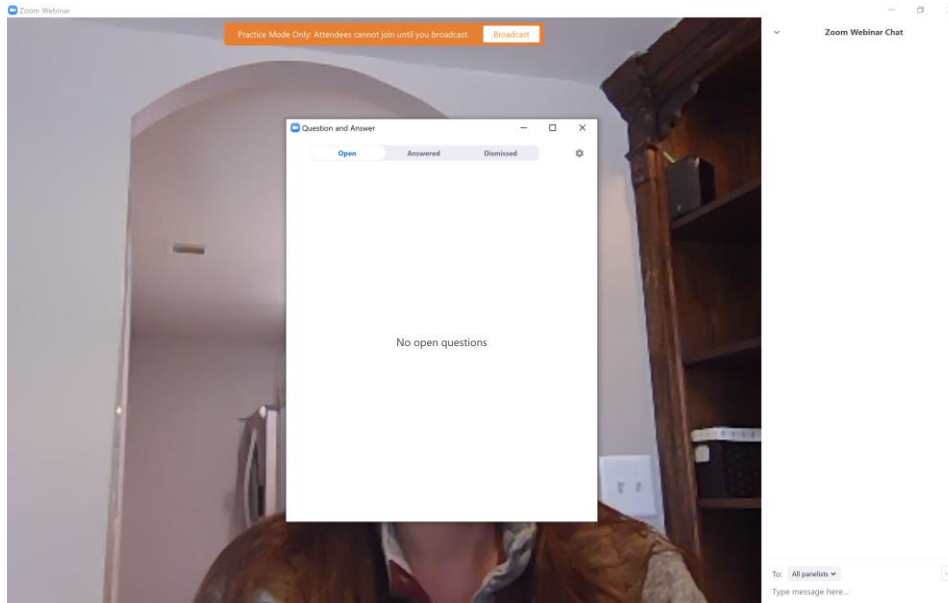 Zoom Webinar
Practice Mode Only: Attendees cannot join until you broadcast. Broadcast
Zoom Webinar Chat
Question and Answer
Open Answered Dismissed
No open questions
To: All panelists
Type message here...